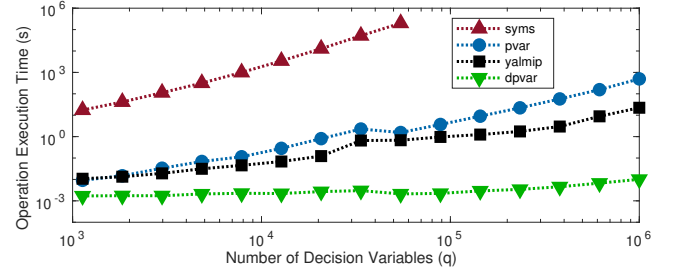 Operation Execution Time (s)
10^6
10^3
10^0
10^-3
syms
pvar
yalmip
dpvar
10^3
10^4
10^5
10^6
Number of Decision Variables (q)